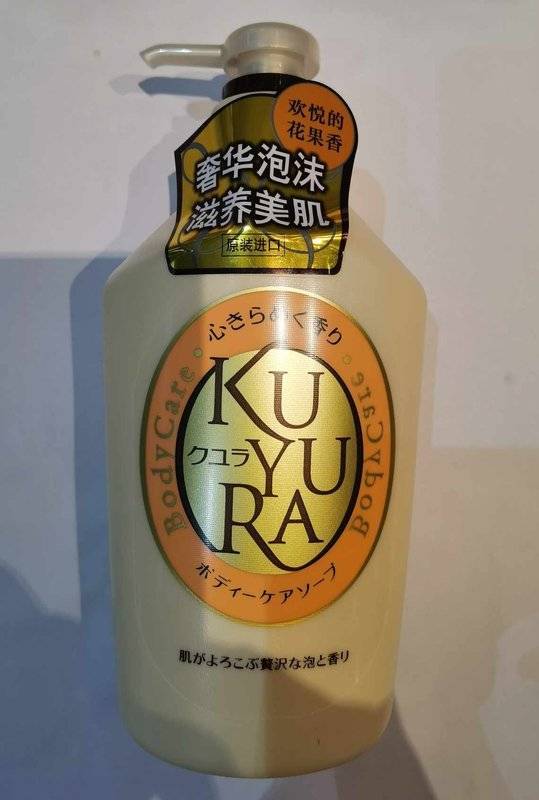 欢悦的
花果香
奢华泡沫
滋养美肌
原装进口
心きらめく香り
BodyCare
BodyCare
KU
クユラ
YU
RA
ボディーケアソープ
肌がよろこぶ贅沢な泡と香り